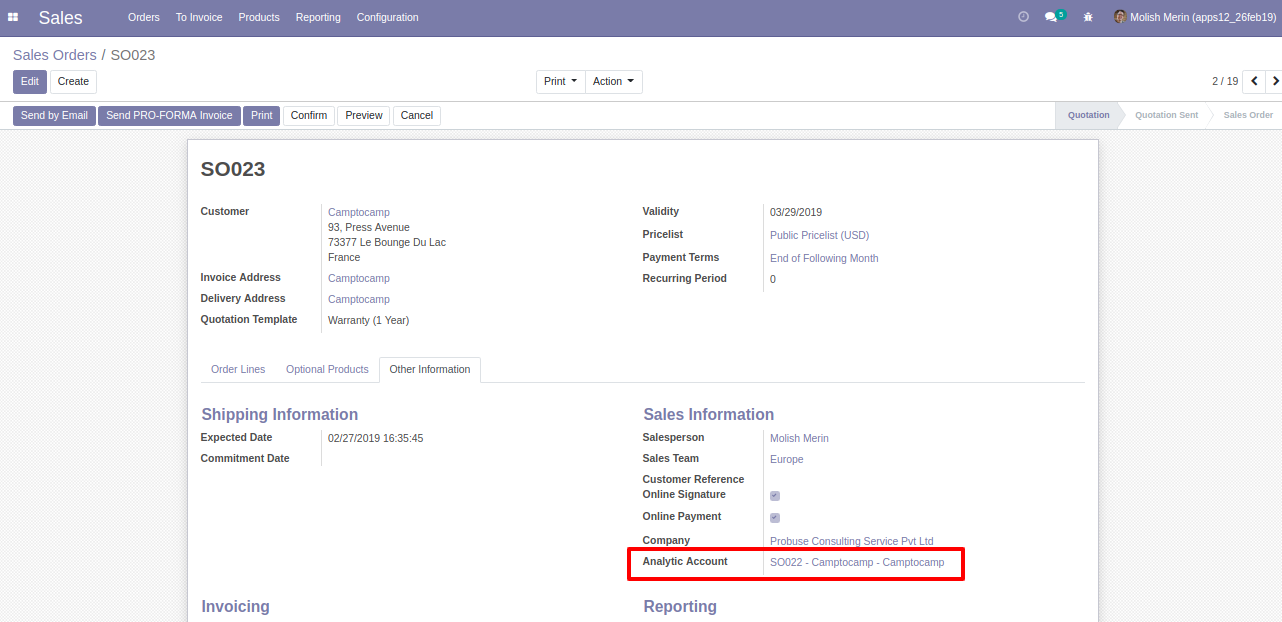 Sales Orders To Invoice Products Reporting Configuration 5 Molish Merin (apps12_26feb19)
Sales Orders / SO023
Edit Create Print Action 2 / 19
Send by Email Send PRO-FORMA Invoice Print Confirm Preview Cancel Quotation Quotation Sent Sales Order
SO023
Customer Camptocamp
93, Press Avenue
73377 Le Bounge Du Lac
France
Invoice Address Camptocamp
Delivery Address Camptocamp
Quotation Template Warranty (1 Year)
Validity 03/29/2019
Pricelist Public Pricelist (USD)
Payment Terms End of Following Month
Recurring Period 0
Order Lines Optional Products Other Information
Shipping Information
Expected Date 02/27/2019 16:35:45
Commitment Date
Sales Information
Salesperson Molish Merin
Sales Team Europe
Customer Reference
Online Signature
Online Payment
Company Probuse Consulting Service Pvt Ltd
Analytic Account SO022 - Camptocamp - Camptocamp
Invoicing
Reporting